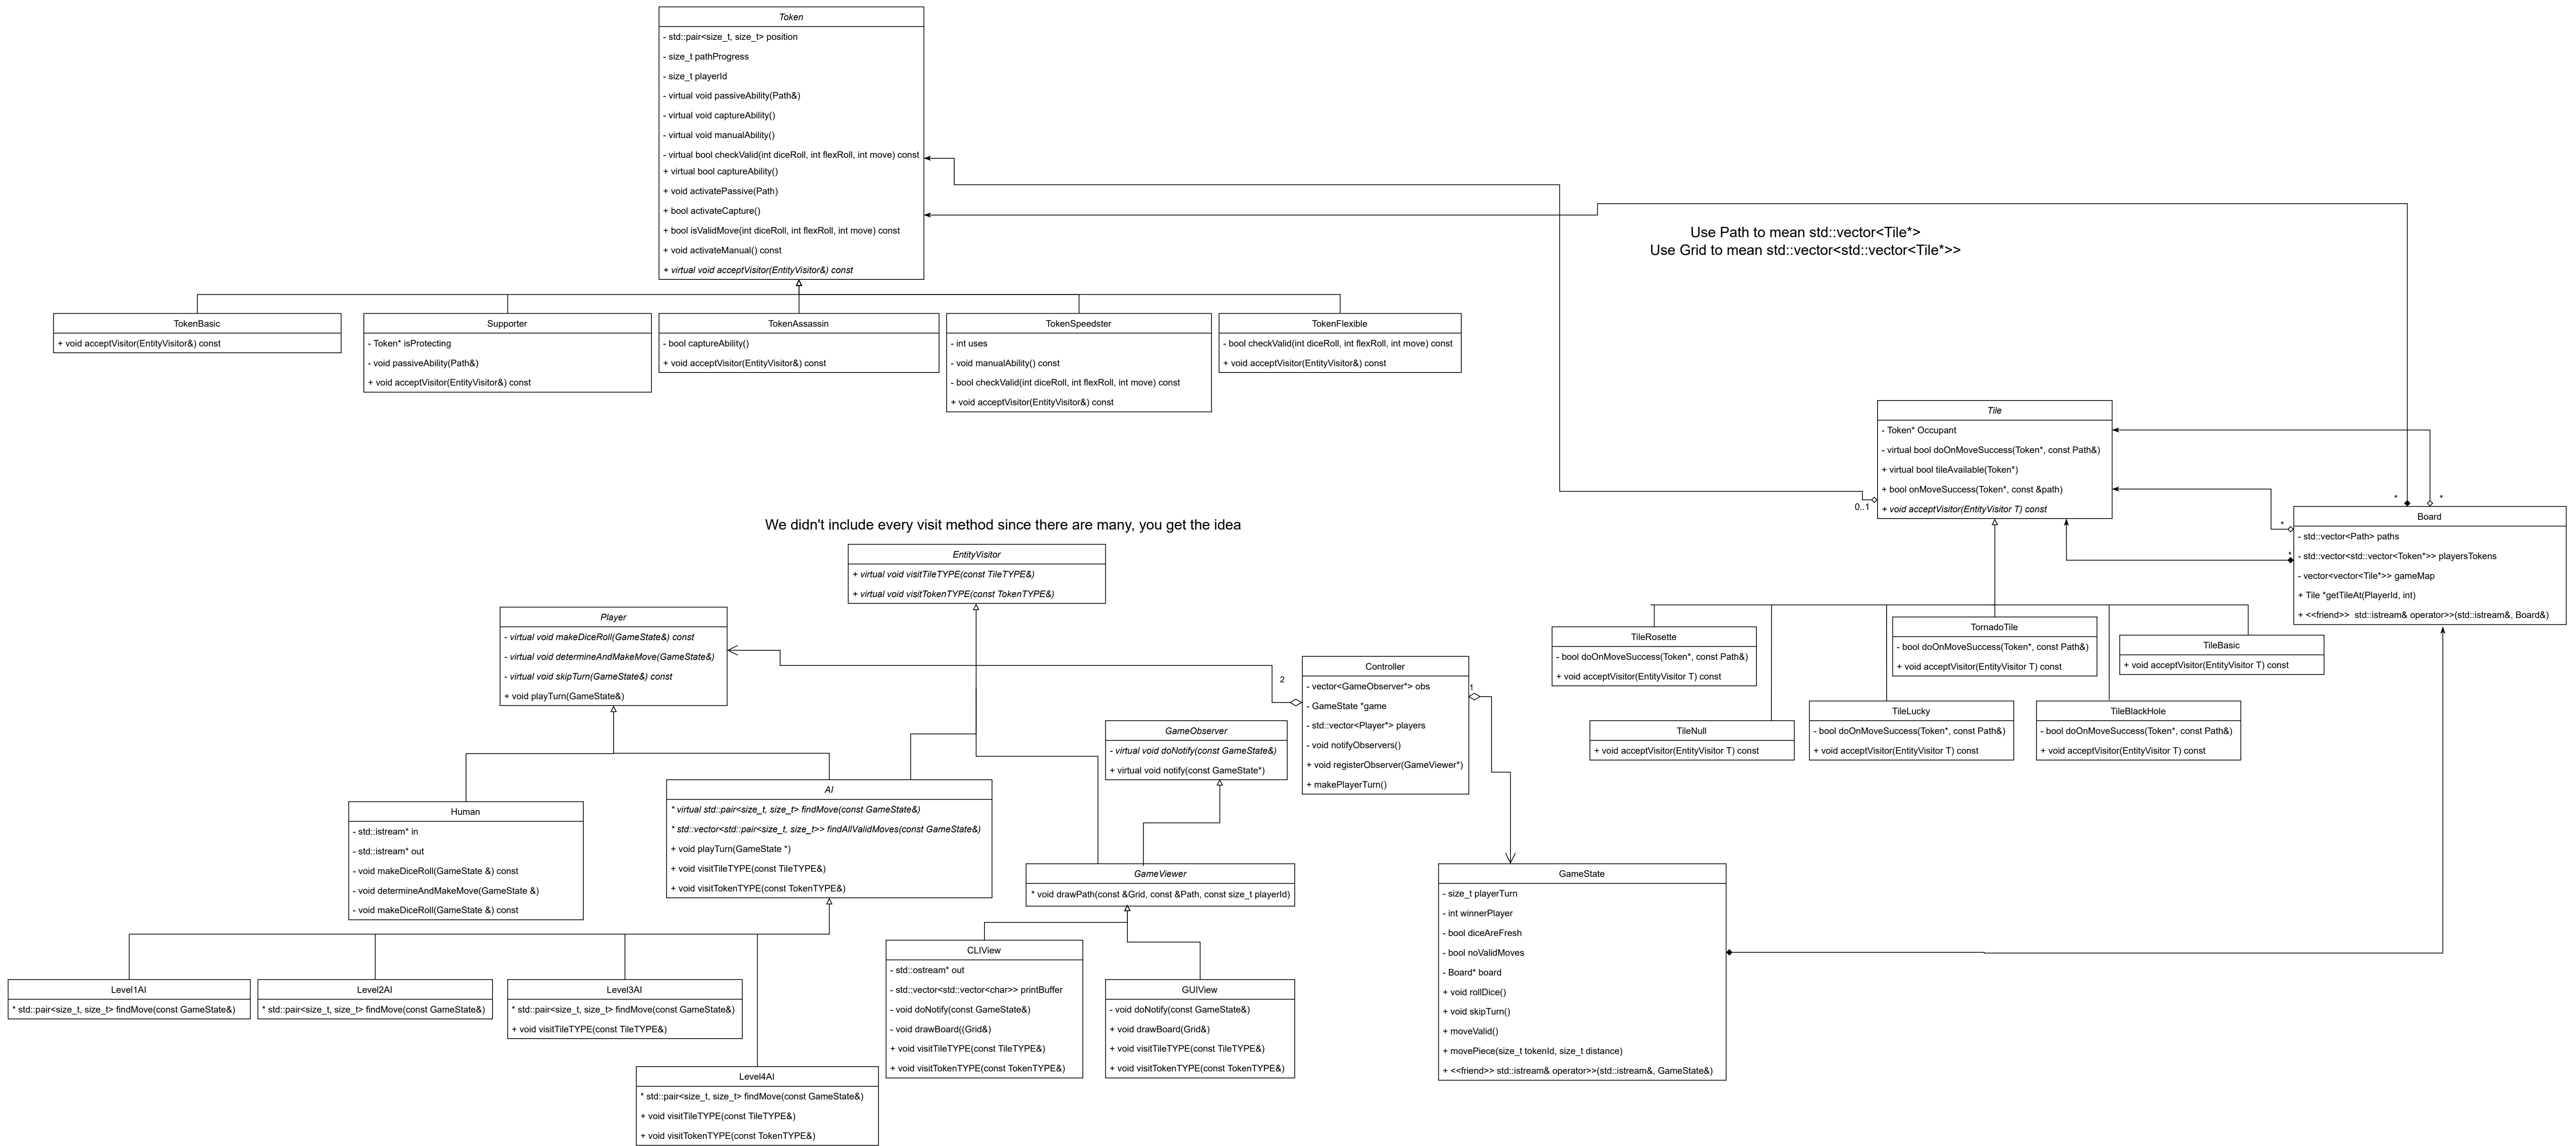 Token
- std::pair<size_t, size_t> position
- size_t pathProgress
- size_t playerId
- virtual void passiveAbility(Path&)
- virtual void captureAbility()
- virtual void manualAbility()
- virtual bool checkValid(int diceRoll, int flexRoll, int move) const
+ virtual bool captureAbility()
+ void activatePassive(Path)
+ bool activateCapture()
+ bool isValidMove(int diceRoll, int flexRoll, int move) const
+ void activateManual() const
+ virtual void acceptVisitor(EntityVisitor&) const
Use Path to mean std::vector<Tile*>
Use Grid to mean std::vector<std::vector<Tile*>>
TokenBasic
+ void acceptVisitor(EntityVisitor&) const
Supporter
- Token* isProtecting
- void passiveAbility(Path&)
+ void acceptVisitor(EntityVisitor&) const
TokenAssassin
- bool captureAbility()
+ void acceptVisitor(EntityVisitor&) const
TokenSpeedster
- int uses
- void manualAbility() const
- bool checkValid(int diceRoll, int flexRoll, int move) const
+ void acceptVisitor(EntityVisitor&) const
TokenFlexible
- bool checkValid(int diceRoll, int flexRoll, int move) const
+ void acceptVisitor(EntityVisitor&) const
Tile
- Token* Occupant
- virtual bool doOnMoveSuccess(Token*, const Path&)
+ virtual bool tileAvailable(Token*)
+ bool onMoveSuccess(Token*, const &path)
+ void acceptVisitor(EntityVisitor T) const
0..1
*
*
*
*
Board
- std::vector<Path> paths
- std::vector<std::vector<Token*>> playersTokens
- vector<vector<Tile*>> gameMap
+ Tile *getTileAt(PlayerId, int)
+ <<friend>>  std::istream& operator>>(std::istream&, Board&)
We didn't include every visit method since there are many, you get the idea
EntityVisitor
+ virtual void visitTileTYPE(const TileTYPE&)
+ virtual void visitTokenTYPE(const TokenTYPE&)
Player
- virtual void makeDiceRoll(GameState&) const
- virtual void determineAndMakeMove(GameState&)
- virtual void skipTurn(GameState&) const
+ void playTurn(GameState&)
TileRosette
- bool doOnMoveSuccess(Token*, const Path&)
+ void acceptVisitor(EntityVisitor T) const
TornadoTile
- bool doOnMoveSuccess(Token*, const Path&)
+ void acceptVisitor(EntityVisitor T) const
TileBasic
+ void acceptVisitor(EntityVisitor T) const
TileNull
+ void acceptVisitor(EntityVisitor T) const
TileLucky
- bool doOnMoveSuccess(Token*, const Path&)
+ void acceptVisitor(EntityVisitor T) const
TileBlackHole
- bool doOnMoveSuccess(Token*, const Path&)
+ void acceptVisitor(EntityVisitor T) const
2
1
Controller
- vector<GameObserver*> obs
- GameState *game
- std::vector<Player*> players
- void notifyObservers()
+ void registerObserver(GameViewer*)
+ makePlayerTurn()
GameObserver
- virtual void doNotify(const GameState&)
+ virtual void notify(const GameState*)
Human
- std::istream* in
- std::istream* out
- void makeDiceRoll(GameState &) const
- void determineAndMakeMove(GameState &)
- void makeDiceRoll(GameState &) const
AI
* virtual std::pair<size_t, size_t> findMove(const GameState&)
* std::vector<std::pair<size_t, size_t>> findAllValidMoves(const GameState&)
+ void playTurn(GameState *)
+ void visitTileTYPE(const TileTYPE&)
+ void visitTokenTYPE(const TokenTYPE&)
GameViewer
* void drawPath(const &Grid, const &Path, const size_t playerId)
GameState
- size_t playerTurn
- int winnerPlayer
- bool diceAreFresh
- bool noValidMoves
- Board* board
+ void rollDice()
+ void skipTurn()
+ moveValid()
+ movePiece(size_t tokenId, size_t distance)
+ <<friend>> std::istream& operator>>(std::istream&, GameState&)
Level1AI
* std::pair<size_t, size_t> findMove(const GameState&)
Level2AI
* std::pair<size_t, size_t> findMove(const GameState&)
Level3AI
* std::pair<size_t, size_t> findMove(const GameState&)
+ void visitTileTYPE(const TileTYPE&)
Level4AI
* std::pair<size_t, size_t> findMove(const GameState&)
+ void visitTileTYPE(const TileTYPE&)
+ void visitTokenTYPE(const TokenTYPE&)
CLIView
- std::ostream* out
- std::vector<std::vector<char>> printBuffer
- void doNotify(const GameState&)
- void drawBoard((Grid&)
+ void visitTileTYPE(const TileTYPE&)
+ void visitTokenTYPE(const TokenTYPE&)
GUIView
- void doNotify(const GameState&)
+ void drawBoard(Grid&)
+ void visitTileTYPE(const TileTYPE&)
+ void visitTokenTYPE(const TokenTYPE&)